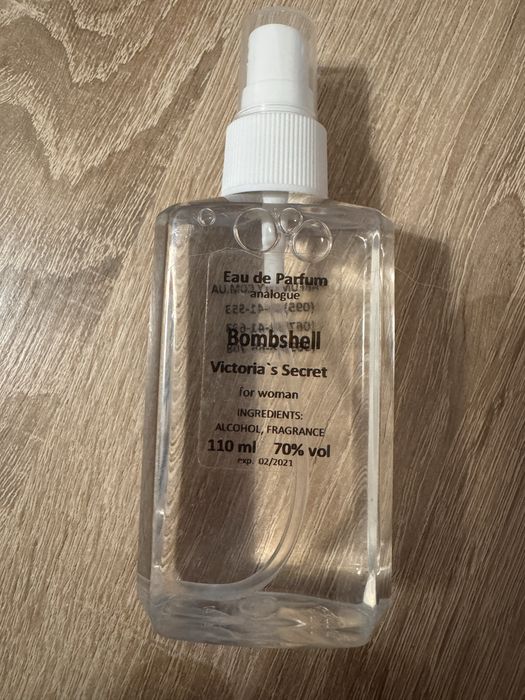 Eau de Parfum
analogue
Bombshell
Victoria`s Secret
for woman
INGREDIENTS:
ALCOHOL, FRAGRANCE
110 ml 70% vol
exp. 02/2021